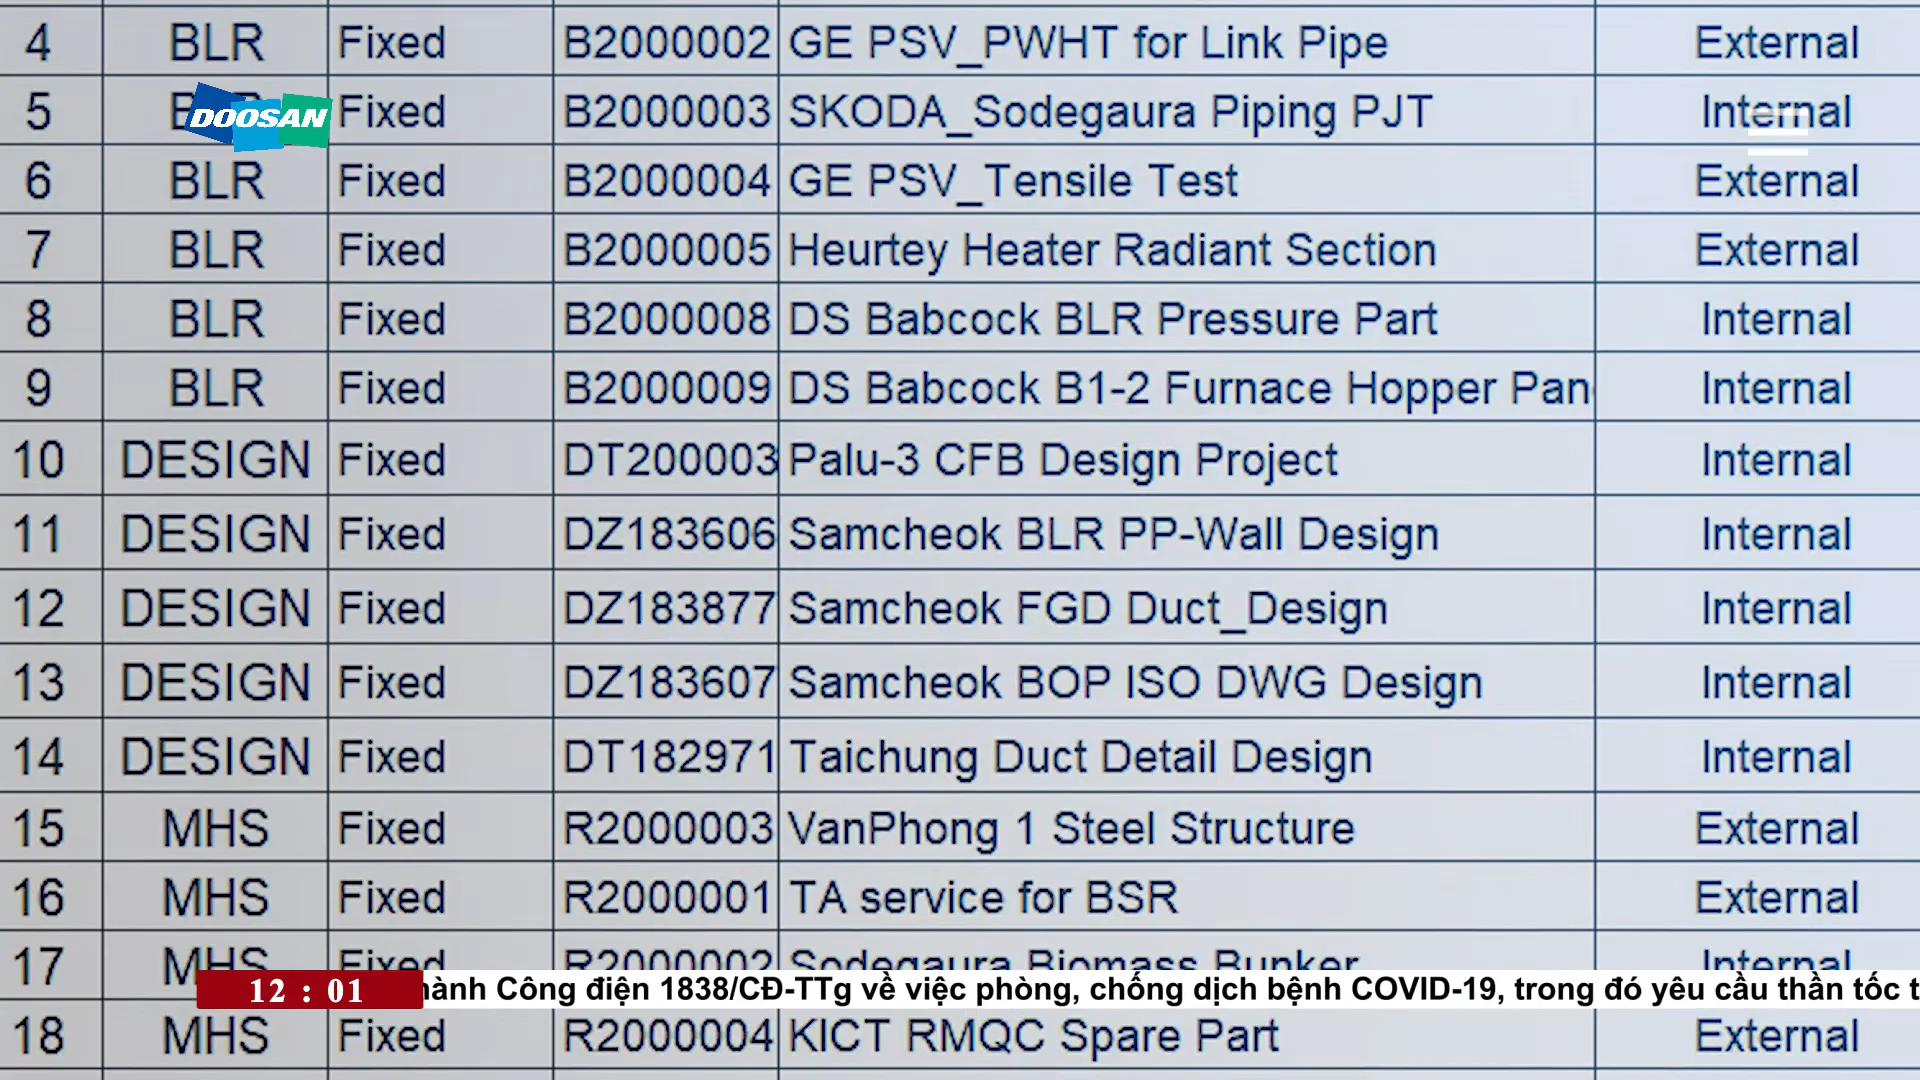 4 BLR Fixed B2000002 GE PSV_PWHT for Link Pipe External
5 Fixed B2000003 SKODA_Sodegaura Piping PJT Internal
DOOSAN
6 BLR Fixed B2000004 GE PSV_Tensile Test External
7 BLR Fixed B2000005 Heurtey Heater Radiant Section External
8 BLR Fixed B2000008 DS Babcock BLR Pressure Part Internal
9 BLR Fixed B2000009 DS Babcock B1-2 Furnace Hopper Pan Internal
10 DESIGN Fixed DT200003 Palu-3 CFB Design Project Internal
11 DESIGN Fixed DZ183606 Samcheok BLR PP-Wall Design Internal
12 DESIGN Fixed DZ183877 Samcheok FGD Duct_Design Internal
13 DESIGN Fixed DZ183607 Samcheok BOP ISO DWG Design Internal
14 DESIGN Fixed DT182971 Taichung Duct Detail Design Internal
15 MHS Fixed R2000003 VanPhong 1 Steel Structure External
16 MHS Fixed R2000001 TA service for BSR External
17 MHS Fixed R2000002 Sodegaura Biomass Bunker Internal
12 : 01 hành Công điện 1838/CĐ-TTg về việc phòng, chống dịch bệnh COVID-19, trong đó yêu cầu thần tốc t
18 MHS Fixed R2000004 KICT RMQC Spare Part External